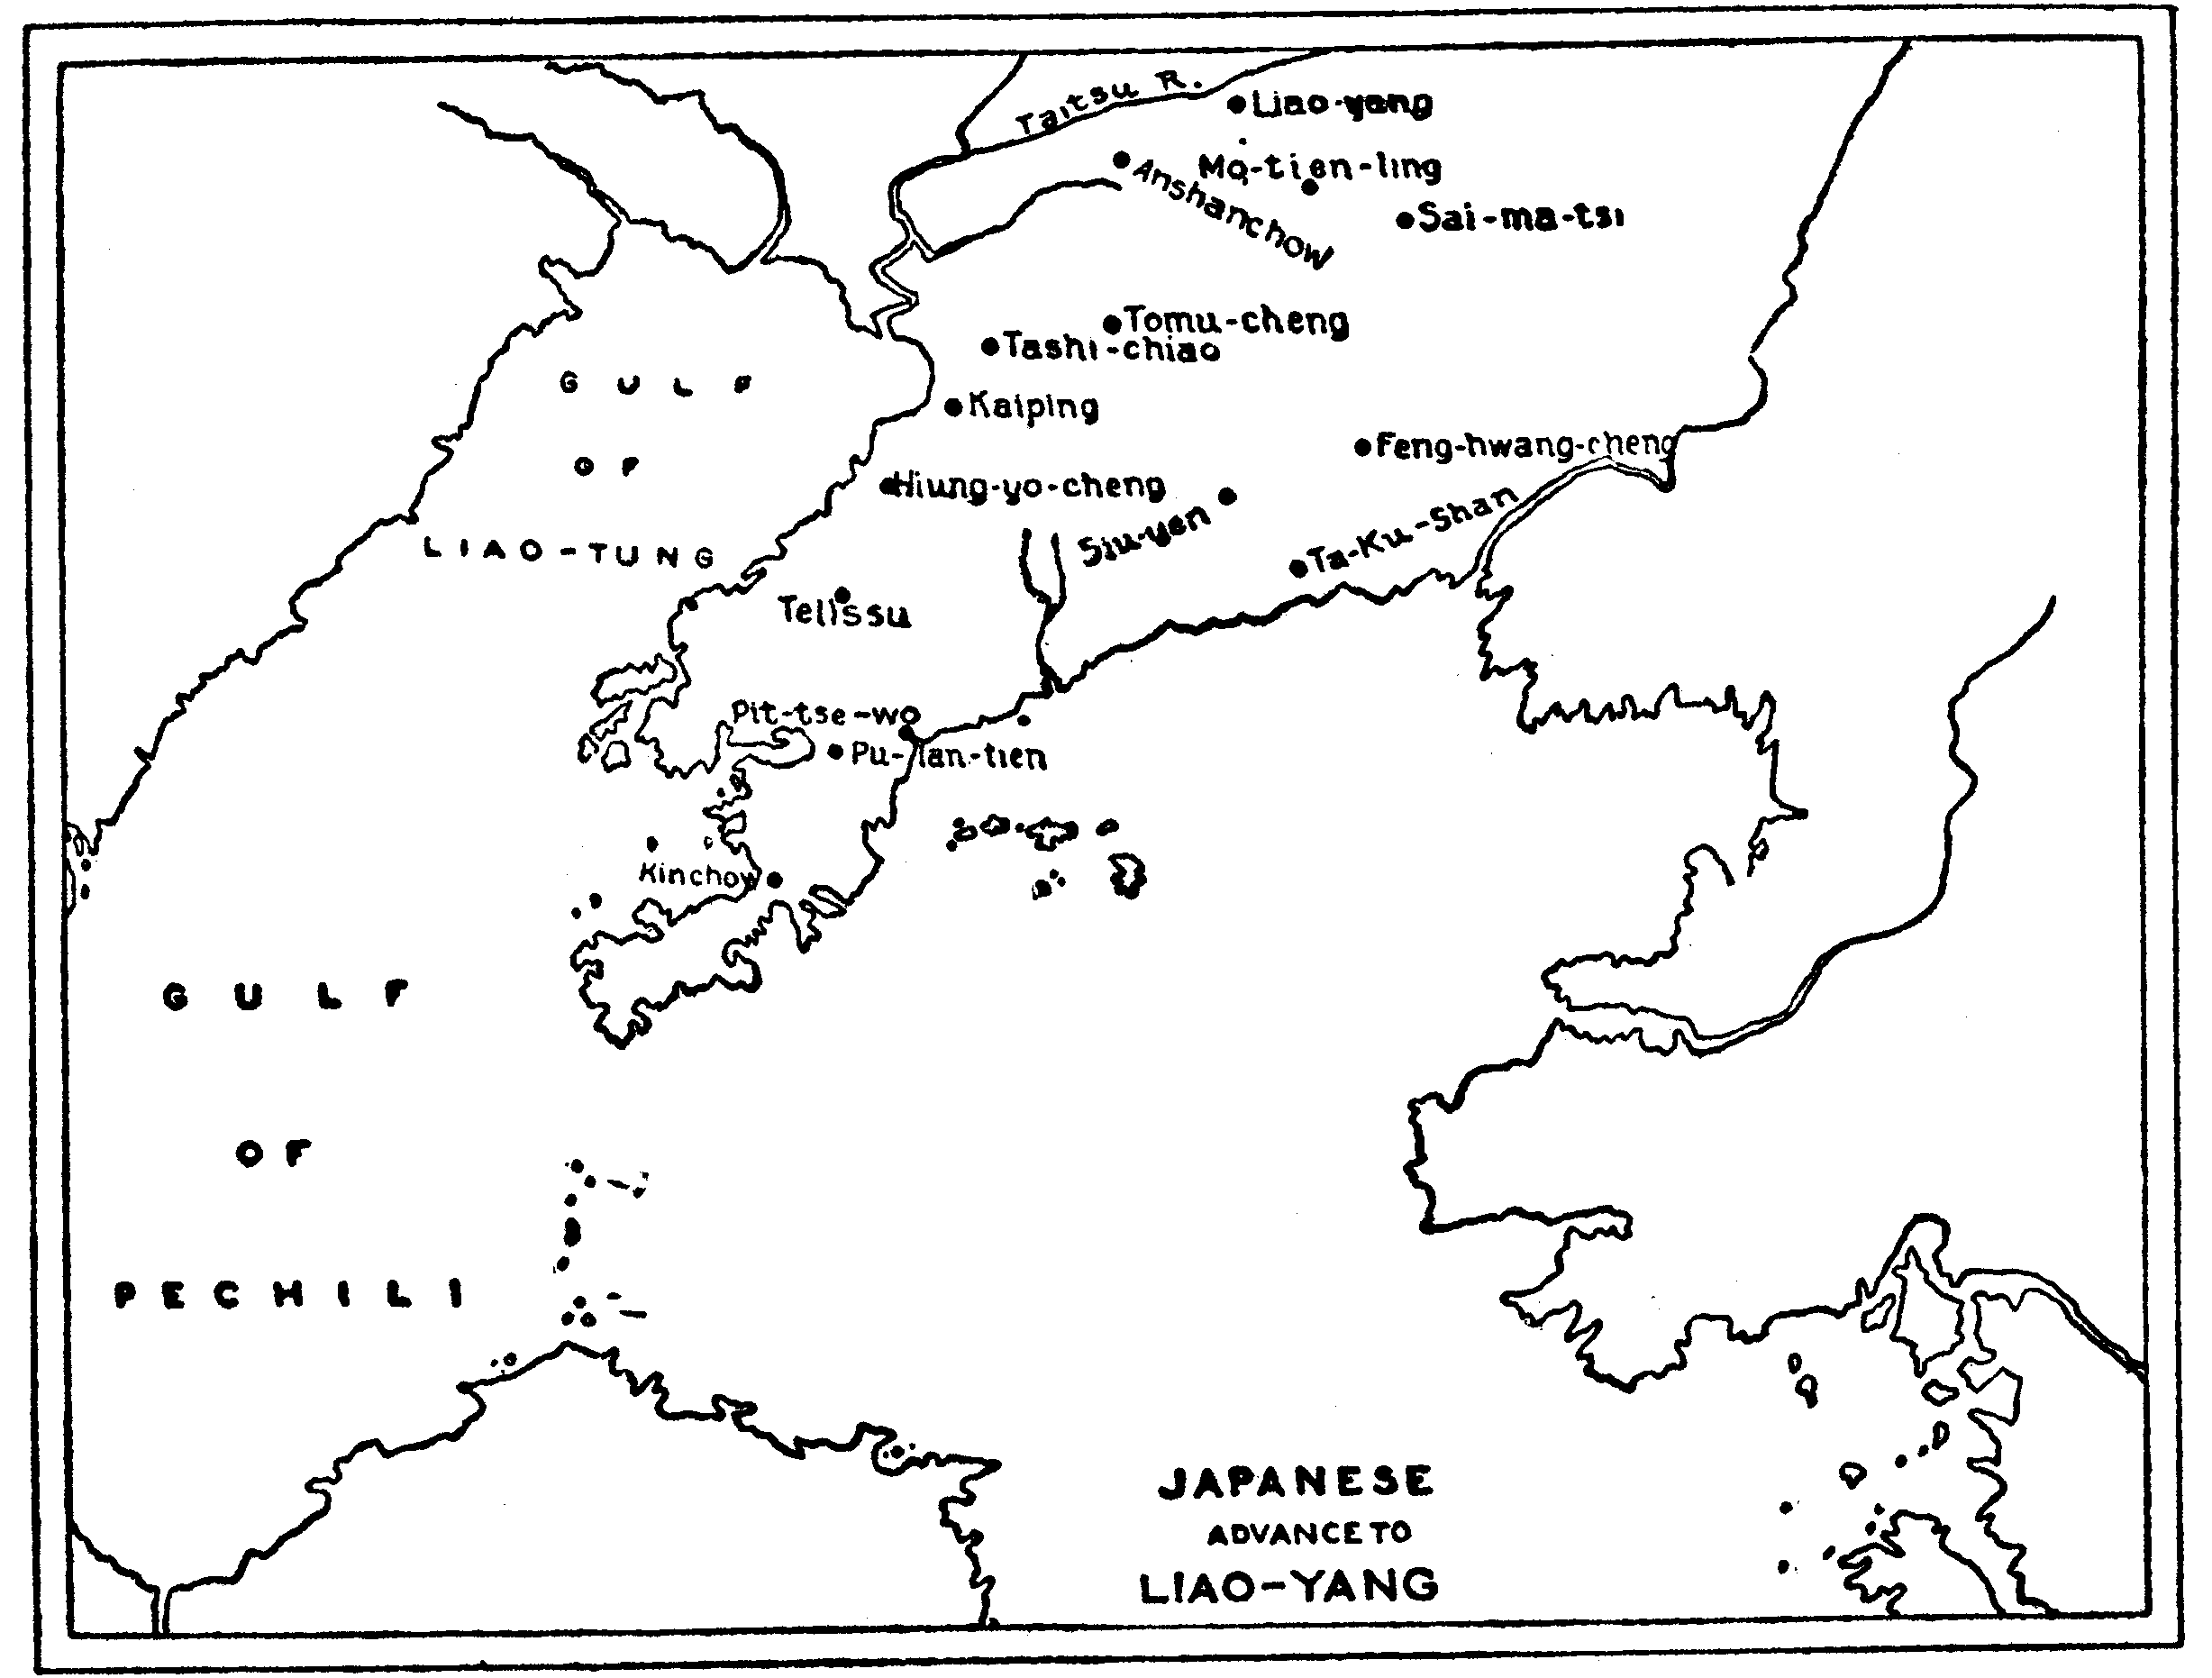 Taitsu R.
Liao-yang
Mo-tien-ling
Anshanchow
Sai-ma-tsi
Tomu-cheng
Tashi-chiao
GULF
OF
LIAO-TUNG
Kaiping
Feng-hwang-cheng
Hiung-yo-cheng
Siu-yen
Ta-Ku-Shan
Telissu
Pit-tse-wo
Pu-lan-tien
Kinchow
GULF
OF
PECHILI
JAPANESE
ADVANCE TO
LIAO-YANG